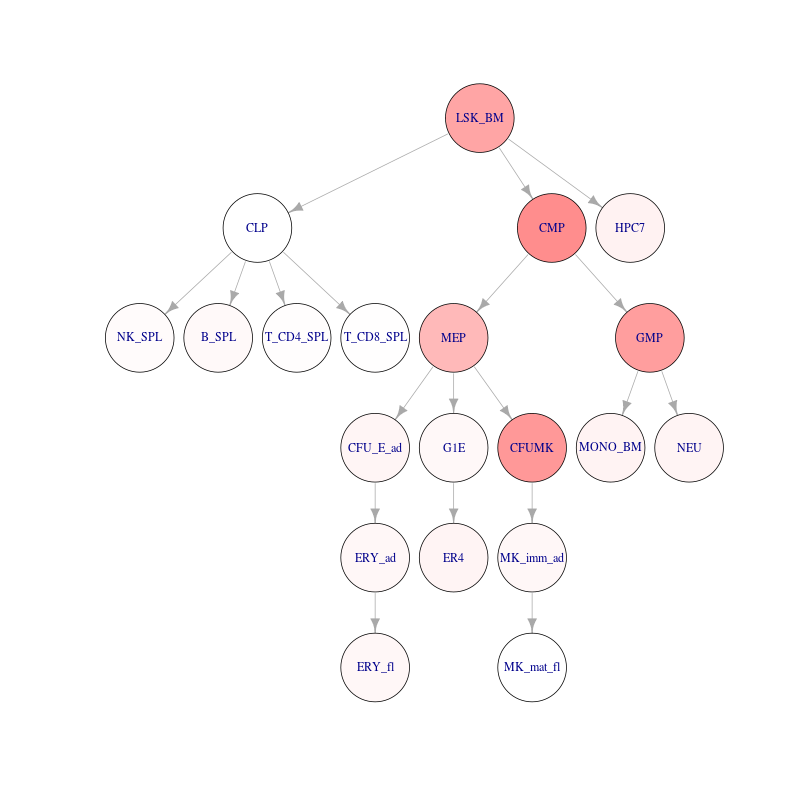 LSK_BM
CLP
CMP
HPC7
NK_SPL
B_SPL
T_CD4_SPL
T_CD8_SPL
MEP
GMP
CFU_E_ad
G1E
CFUMK
MONO_BM
NEU
ERY_ad
ER4
MK_imm_ad
ERY_fl
MK_mat_fl